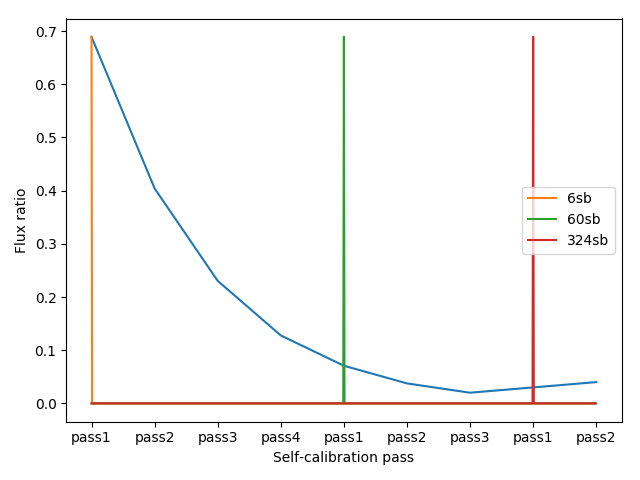 0.7
0.6
0.5
0.4
0.3
0.2
0.1
0.0
Flux ratio
6sb
60sb
324sb
pass1 pass2 pass3 pass4 pass1 pass2 pass3 pass1 pass2
Self-calibration pass